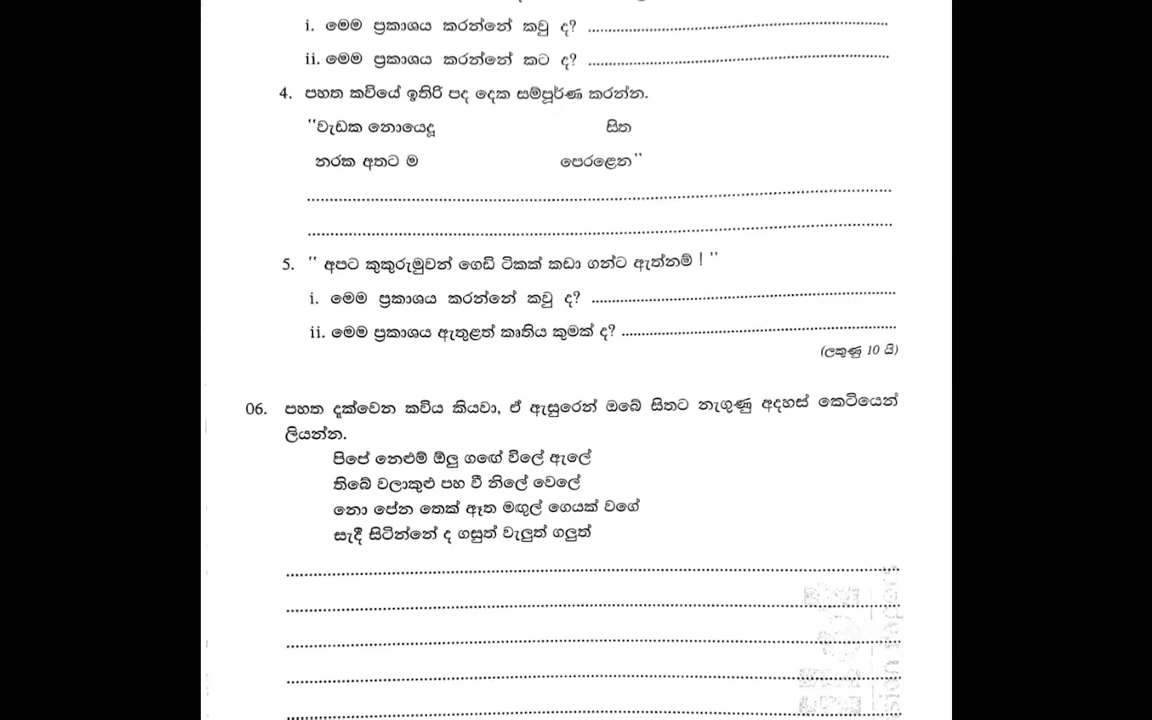 i. මෙම ප්‍රකාශය කරන්නේ කවු ද? ........................
ii. මෙම ප්‍රකාශය කරන්නේ කට ද? ........................
4. පහත කවියේ ඉතිරි පද දෙක සම්පූර්ණ කරන්න.
"වැඩක නොයෙදූ සිත
නරක අතට ම පෙරළෙන"
5. " අපට කුකුරුමුවන් ගෙඩි ටිකක් කඩා ගන්ට ඇත්නම් ! "
i. මෙම ප්‍රකාශය කරන්නේ කවු ද? ........................
ii. මෙම ප්‍රකාශය ඇතුළත් කෘතිය කුමක් ද? ........................
(ලකුණු 10 යි)
06. පහත දැක්වෙන කවිය කියවා, ඒ ඇසුරෙන් ඔබේ සිතට නැගුණු අදහස් කෙටියෙන්
ලියන්න.
පිපේ නෙළුම් ඕලු ගඟේ විලේ ඇලේ
තිබේ වලාකුළු පහ වී නිලේ වෙලේ
නො පේන තෙක් ඈත මඟුල් ගෙයක් වගේ
සැදී සිටින්නේ ද ගසුත් වැලුත් ගලුත්